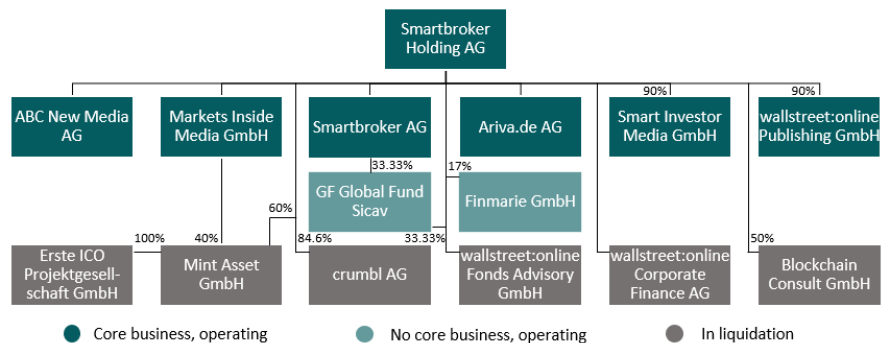 Smartbroker
Holding AG
90%
90%
ABC New Media
AG
Markets Inside
Media GmbH
Smartbroker AG
Ariva.de AG
Smart Investor
Media GmbH
wallstreet:online
Publishing GmbH
33.33%
17%
GF Global Fund
Sicav
Finmarie GmbH
60%
100%
40%
84.6%
33.33%
50%
Erste ICO
Projektgesell-
schaft GmbH
Mint Asset
GmbH
crumbl AG
wallstreet:online
Fonds Advisory
GmbH
wallstreet:online
Corporate
Finance AG
Blockchain
Consult GmbH
Core business, operating
No core business, operating
In liquidation